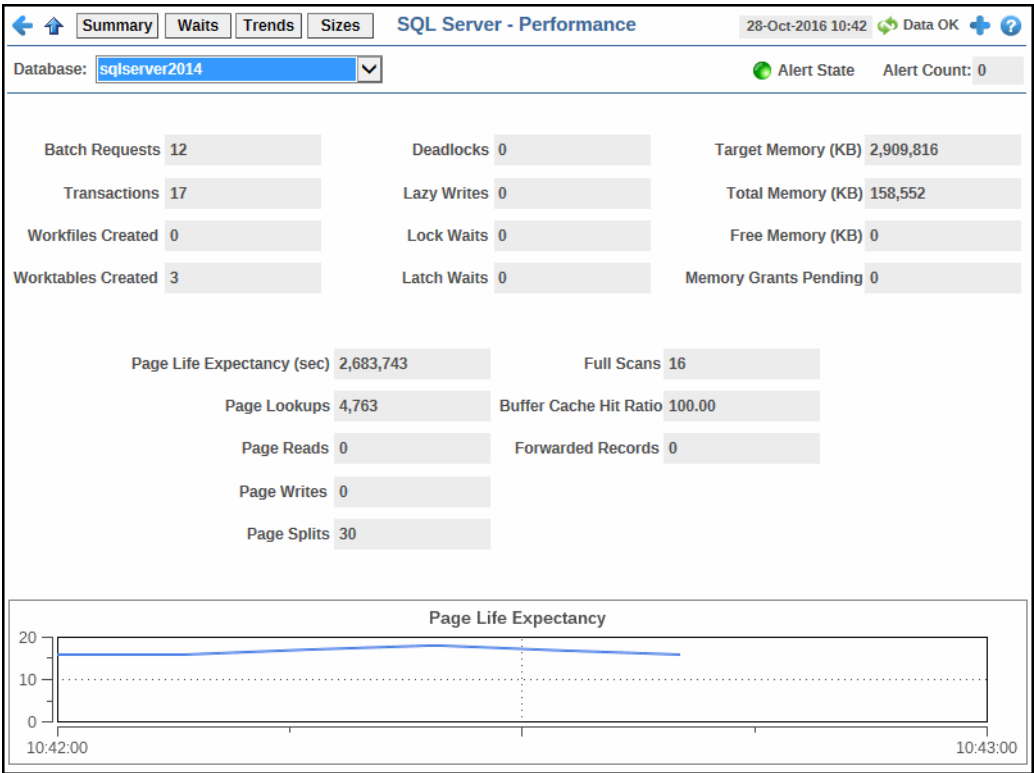 Summary Waits Trends Sizes SQL Server - Performance 28-Oct-2016 10:42 Data OK
Database: sqlserver2014 Alert State Alert Count: 0
Batch Requests 12 Deadlocks 0 Target Memory (KB) 2,909,816
Transactions 17 Lazy Writes 0 Total Memory (KB) 158,552
Workfiles Created 0 Lock Waits 0 Free Memory (KB) 0
Worktables Created 3 Latch Waits 0 Memory Grants Pending 0
Page Life Expectancy (sec) 2,683,743 Full Scans 16
Page Lookups 4,763 Buffer Cache Hit Ratio 100.00
Page Reads 0 Forwarded Records 0
Page Writes 0
Page Splits 30
Page Life Expectancy
20
10
0
10:42:00 10:43:00